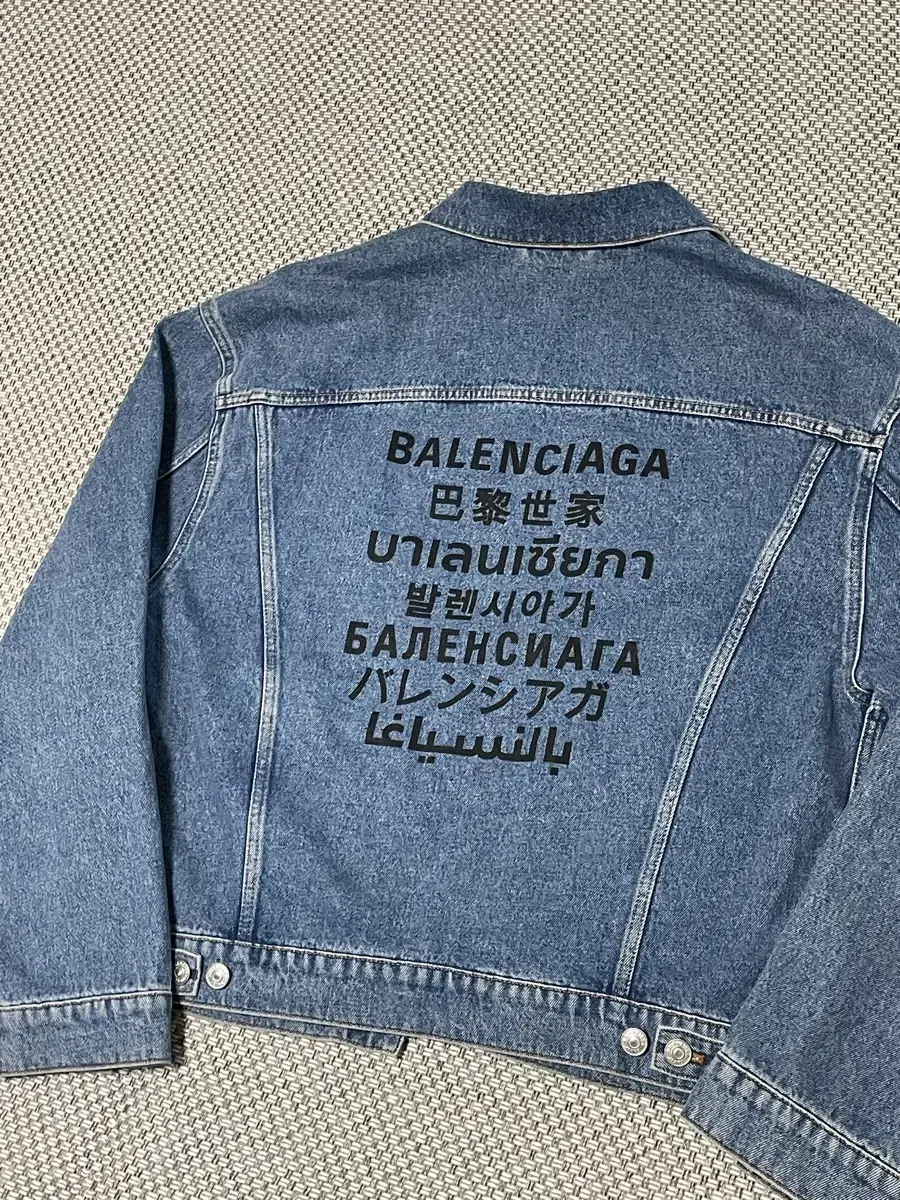 BALENCIAGA
巴黎世家
บาเลนเซียกา
발렌시아가
БАЛЕНСИАГА
バレンシアガ
بالنسياغا